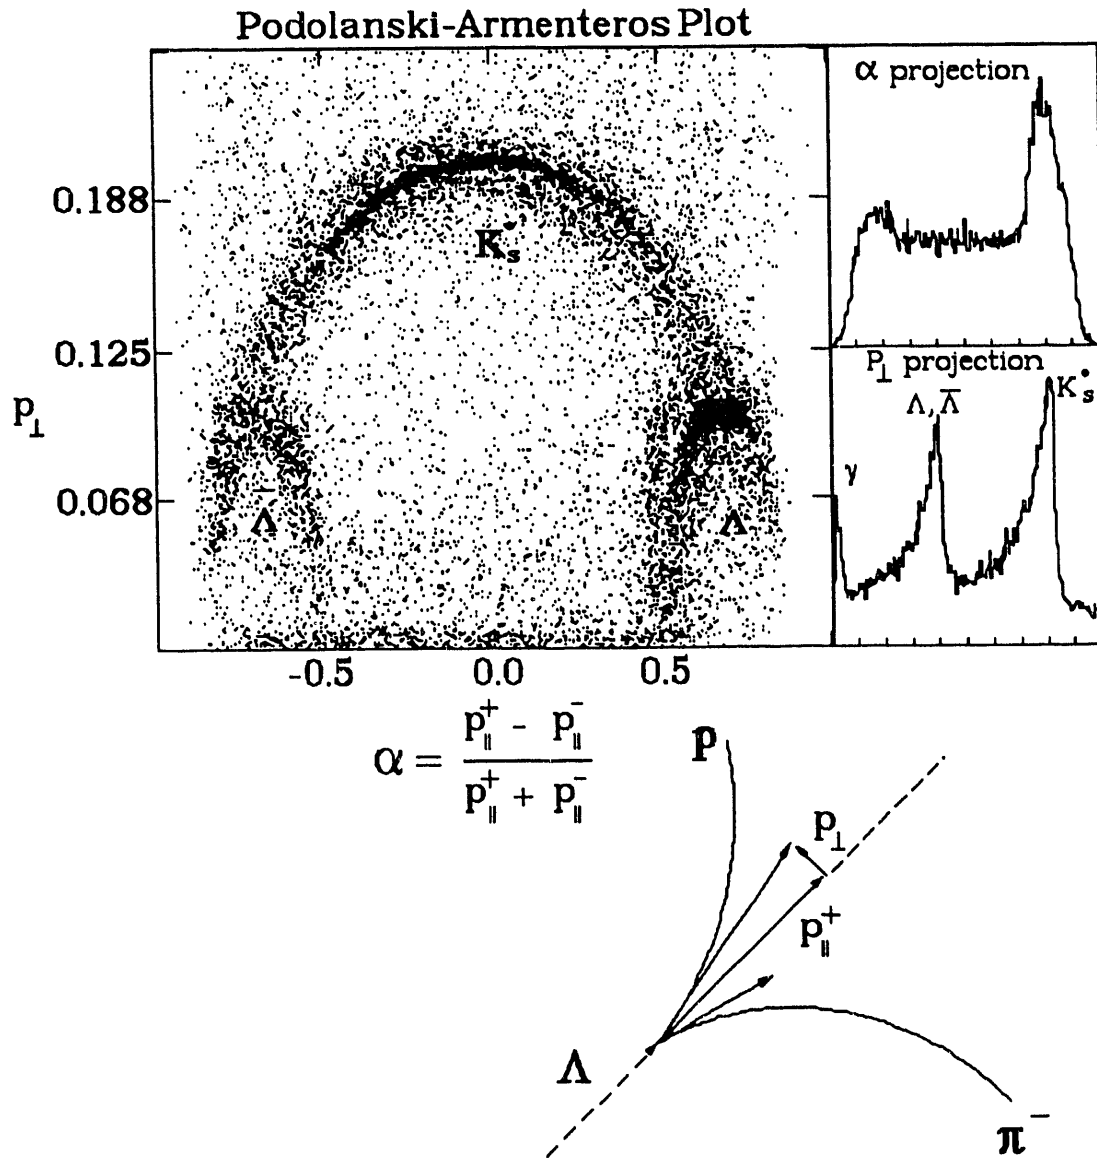 Podolanski-Armenteros Plot
α projection
0.188
K°s
0.125
P⊥ projection
Λ, Λ̅
K°s
p⊥
γ
0.068
Λ̅
Λ
-0.5 0.0 0.5
α = (p∥⁺ - p∥⁻) / (p∥⁺ + p∥⁻)
p
p⊥
p∥⁺
Λ
π⁻